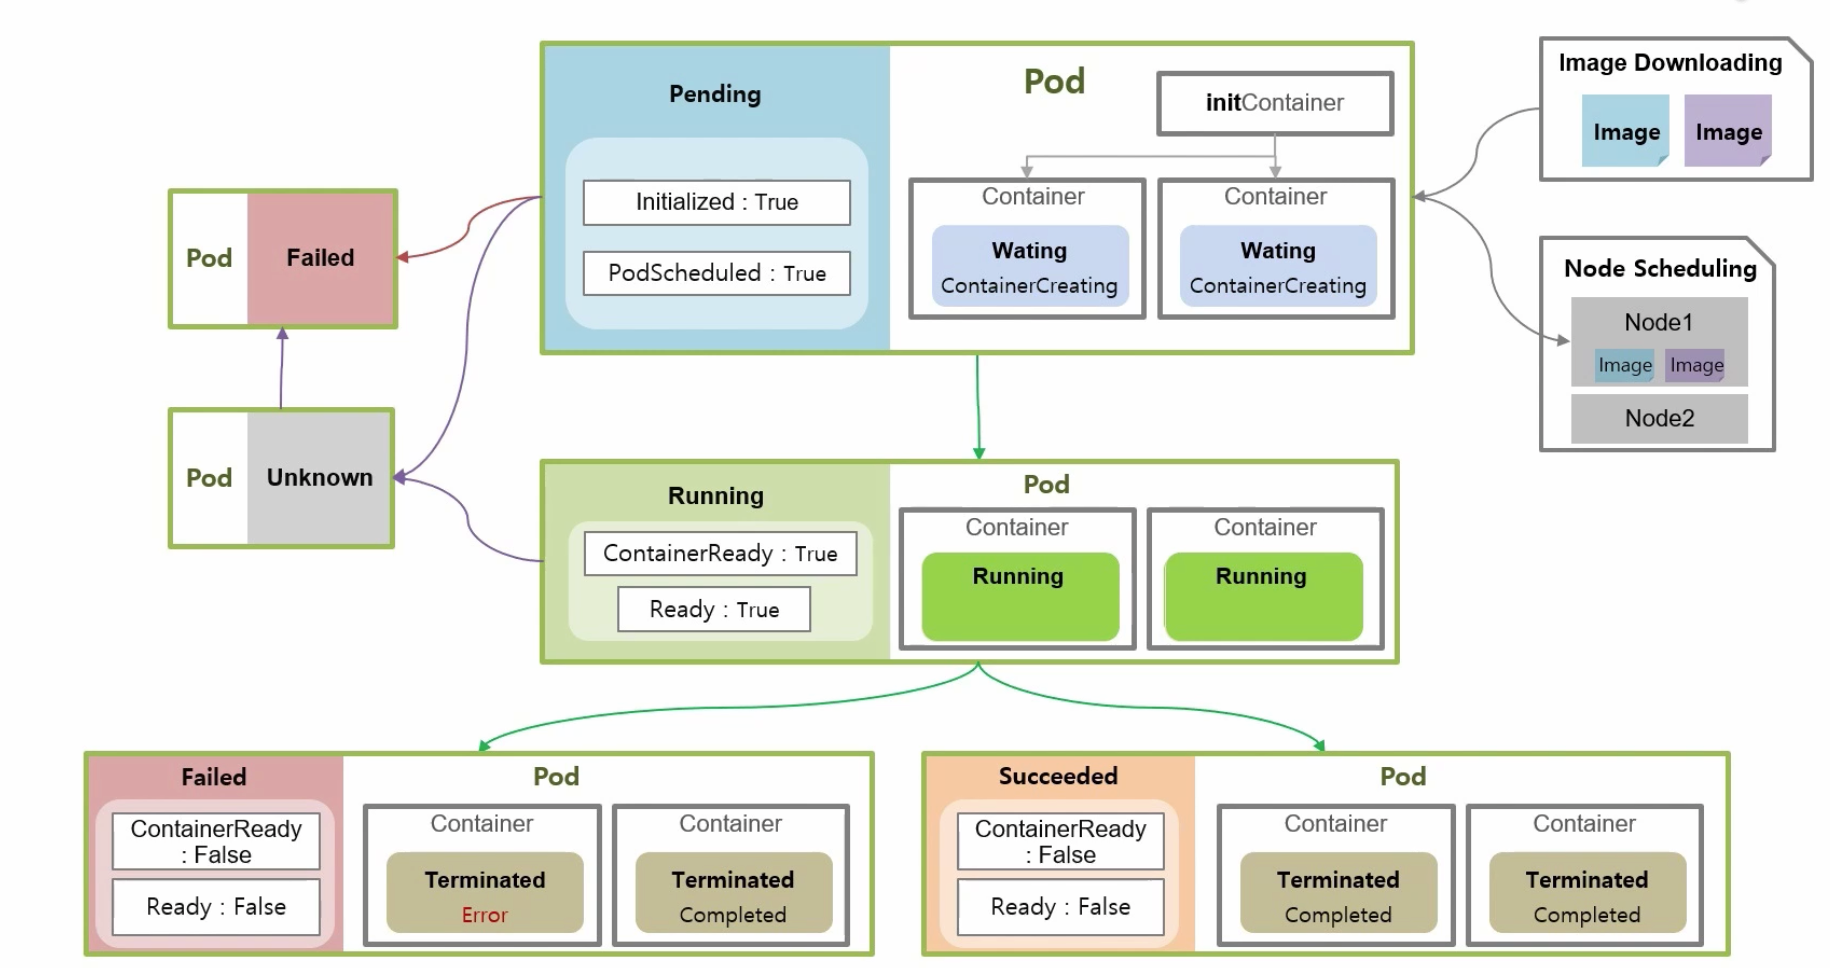 Pending
Initialized : True
PodScheduled : True
Pod
initContainer
Container
Wating
ContainerCreating
Container
Wating
ContainerCreating
Image Downloading
Image
Image
Node Scheduling
Node1
Image
Image
Node2
Pod
Failed
Pod
Unknown
Running
ContainerReady : True
Ready : True
Pod
Container
Running
Container
Running
Failed
ContainerReady
: False
Ready : False
Pod
Container
Terminated
Error
Container
Terminated
Completed
Succeeded
ContainerReady
: False
Ready : False
Pod
Container
Terminated
Completed
Container
Terminated
Completed